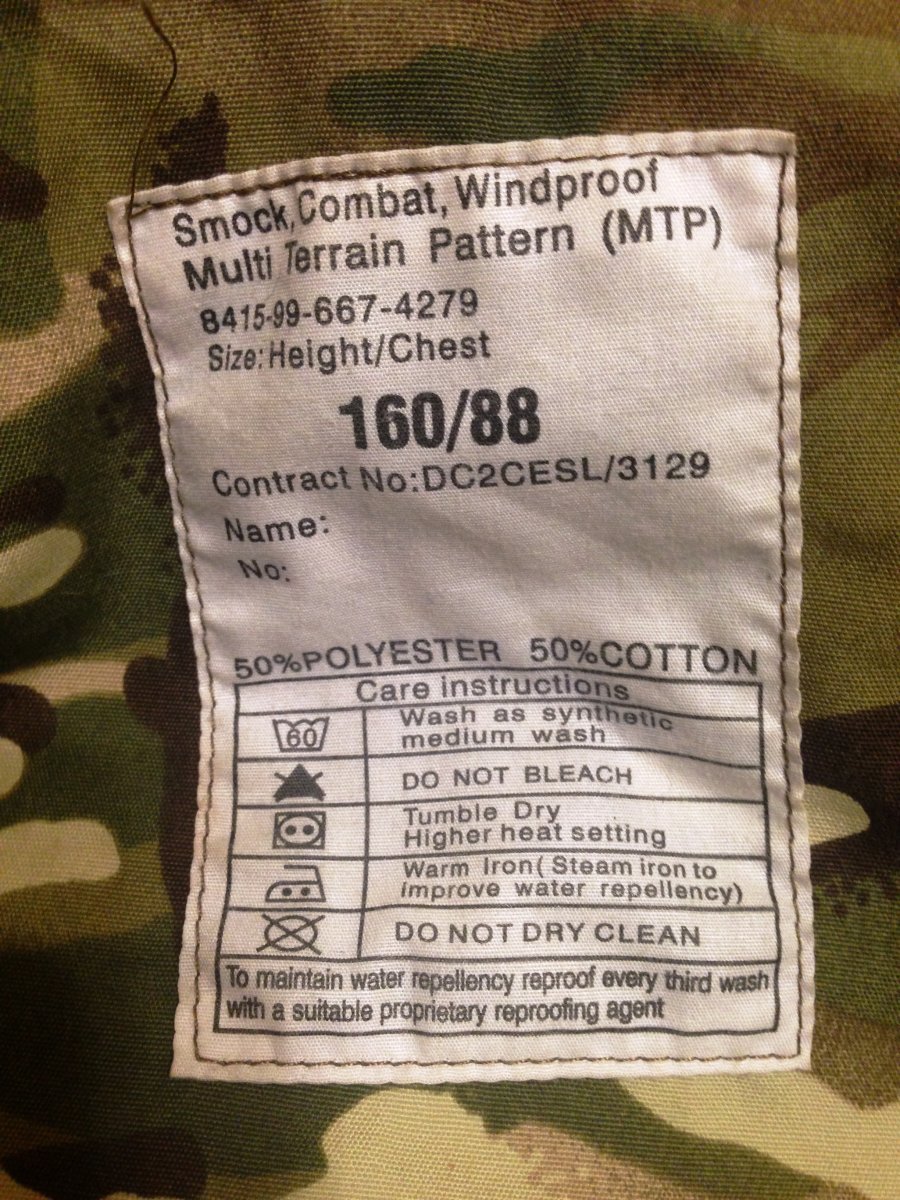 Smock, Combat, Windproof
Multi Terrain Pattern (MTP)
8415-99-667-4279
Size: Height/Chest
160/88
Contract No:DC2CESL/3129
Name:
No:
50%POLYESTER 50%COTTON
Care instructions
60
Wash as synthetic
medium wash
DO NOT BLEACH
Tumble Dry
Higher heat setting
Warm Iron( Steam iron to
improve water repellency)
DO NOT DRY CLEAN
To maintain water repellency reproof every third wash
with a suitable proprietary reproofing agent